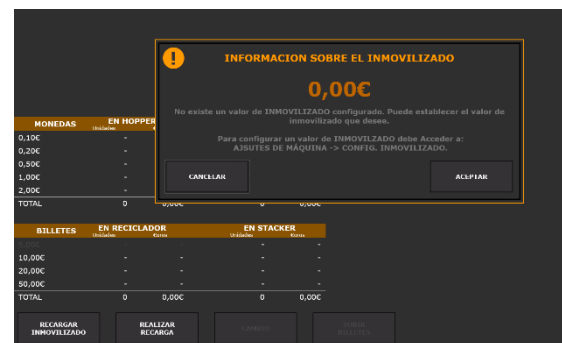 INFORMACION SOBRE EL INMOVILIZADO
0,00€
No existe un valor de INMOVILIZADO configurado. Puede establecer el valor de
inmovilizado que desee.
Para configurar un valor de INMOVILZADO debe Acceder a:
AJSUTES DE MÁQUINA -> CONFIG. INMOVILIZADO.
CANCELAR ACEPTAR
MONEDAS EN HOPPER
Unidades
0,10€ -
0,20€ -
0,50€ -
1,00€ -
2,00€ -
TOTAL 0 0,00€ 0 0,00€
BILLETES EN RECICLADOR EN STACKER
Unidades Euros Unidades Euros
5,00€ - - - -
10,00€ - - - -
20,00€ - - - -
50,00€ - - - -
TOTAL 0 0,00€ 0 0,00€
RECARGAR REALIZAR CAMBIO
INMOVILIZADO RECARGA BILLETES